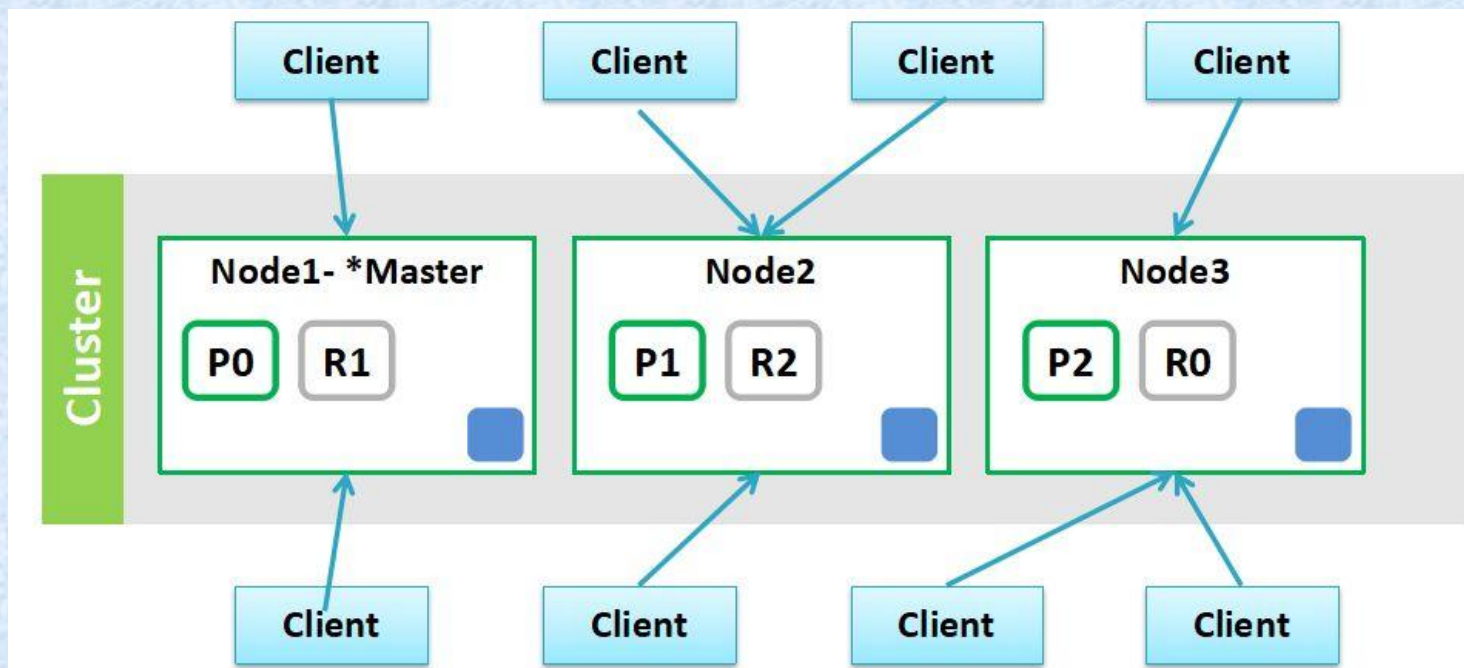 Client
Client
Client
Client
Cluster
Node1- *Master
Node2
Node3
P0
R1
P1
R2
P2
R0
Client
Client
Client
Client